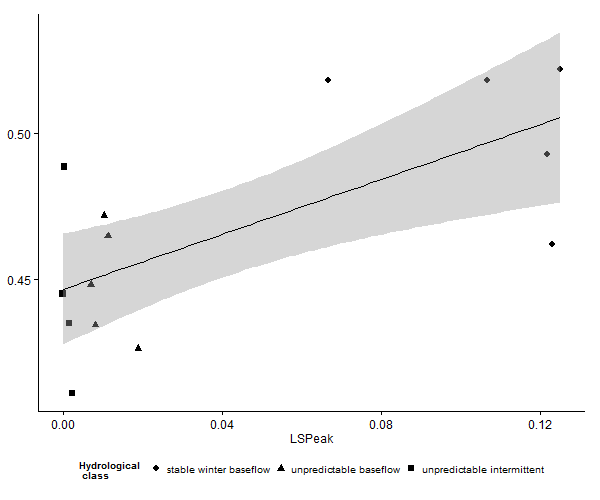 0.50
0.45
0.00 0.04 0.08 0.12
LSPeak
Hydrological
class
stable winter baseflow unpredictable baseflow unpredictable intermittent